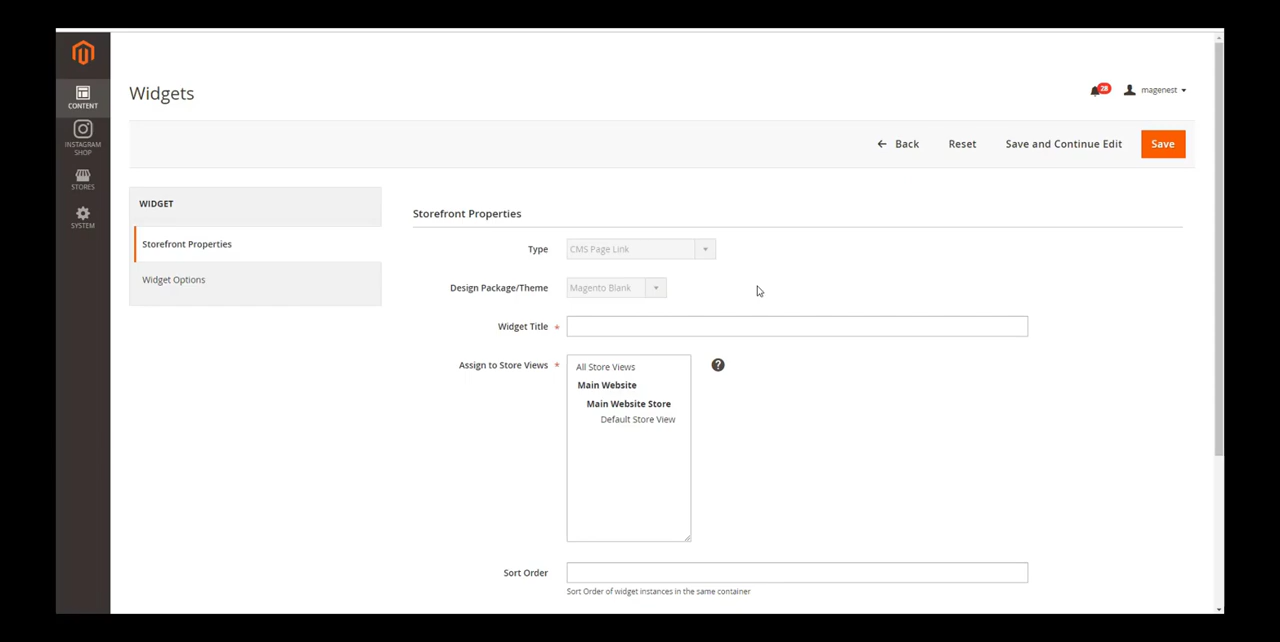 CONTENT
INSTAGRAM
SHOP
STORES
SYSTEM
Widgets
28
magenest
Back
Reset
Save and Continue Edit
Save
WIDGET
Storefront Properties
Widget Options
Storefront Properties
Type
CMS Page Link
Design Package/Theme
Magento Blank
Widget Title *
Assign to Store Views *
All Store Views
Main Website
Main Website Store
Default Store View
?
Sort Order
Sort Order of widget instances in the same container